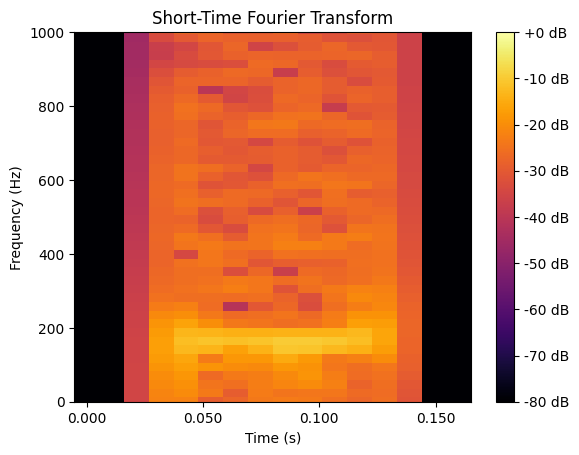 Short-Time Fourier Transform
1000
800
600
400
200
0
Frequency (Hz)
0.000
0.050
0.100
0.150
Time (s)
+0 dB
-10 dB
-20 dB
-30 dB
-40 dB
-50 dB
-60 dB
-70 dB
-80 dB